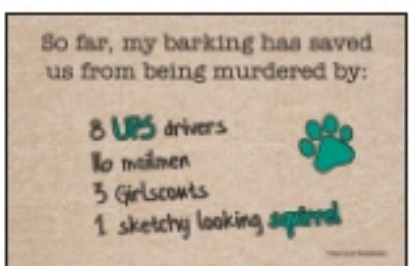 So far, my barking has saved
us from being murdered by:
8 UPS drivers
16 mailmen
3 Girlscouts
1 sketchy looking squirrel